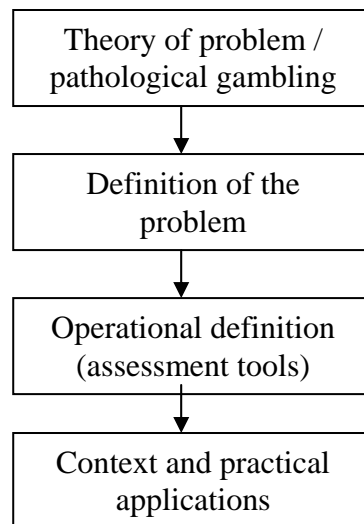 Theory of problem /
pathological gambling
Definition of the
problem
Operational definition
(assessment tools)
Context and practical
applications